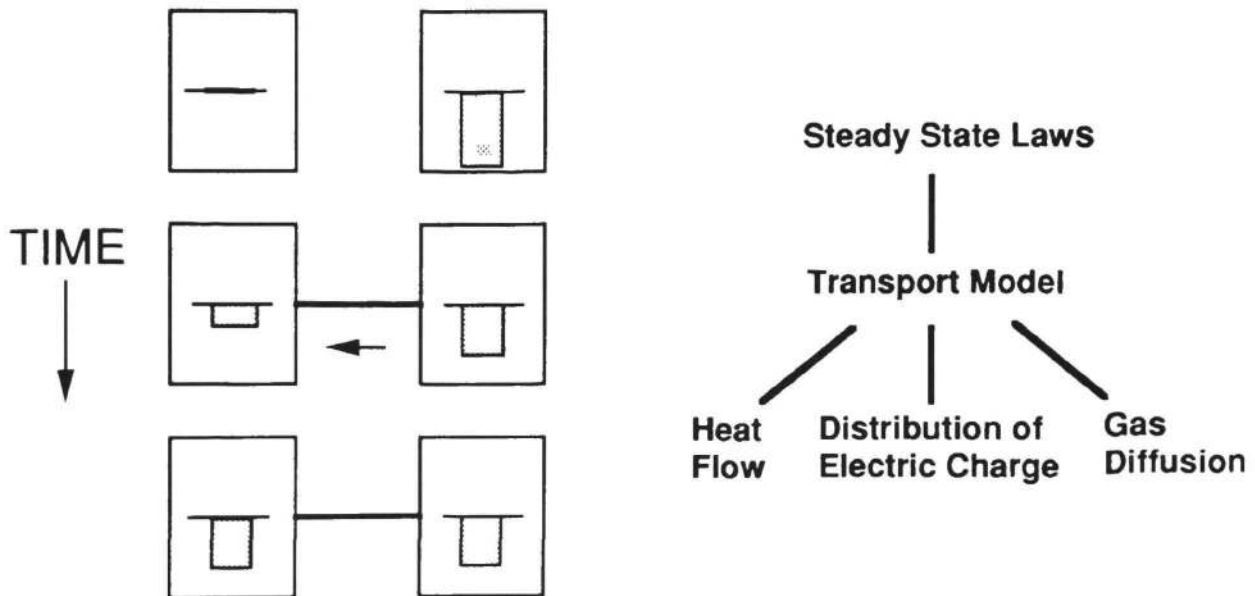 TIME
Steady State Laws
Transport Model
Heat
Flow
Distribution of
Electric Charge
Gas
Diffusion